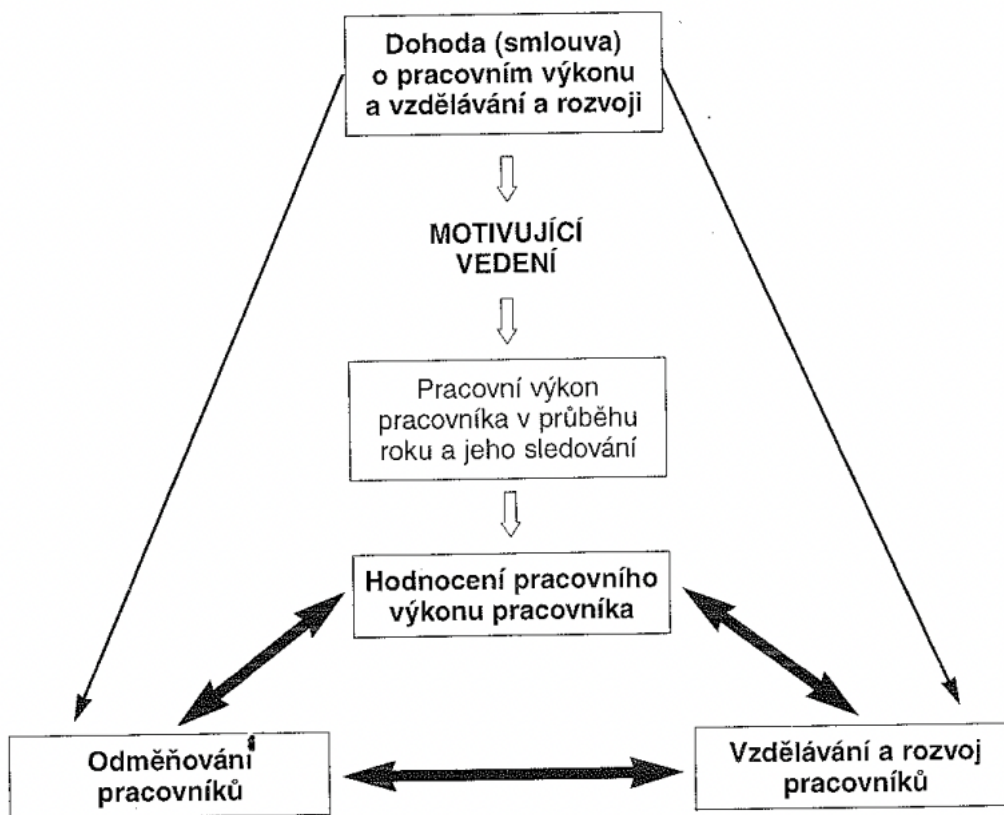 Dohoda (smlouva)
o pracovním výkonu
a vzdělávání a rozvoji
MOTIVUJÍCÍ
VEDENÍ
Pracovní výkon
pracovníka v průběhu
roku a jeho sledování
Hodnocení pracovního
výkonu pracovníka
Odměňování
pracovníků
Vzdělávání a rozvoj
pracovníků